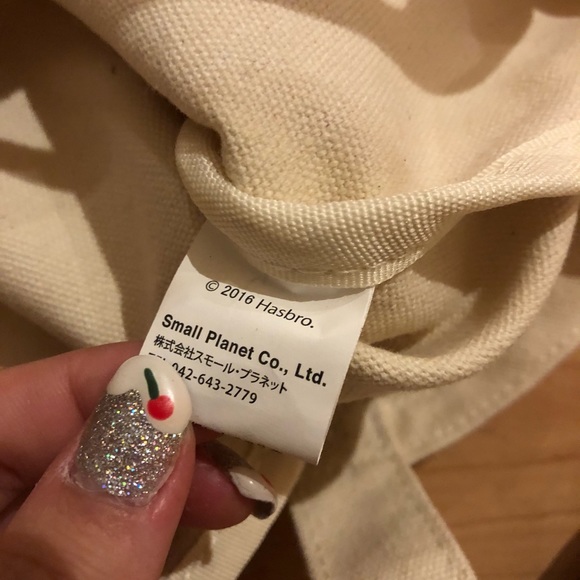 © 2016 Hasbro.
Small Planet Co., Ltd.
株式会社スモール・プラネット
TEL 042-643-2779